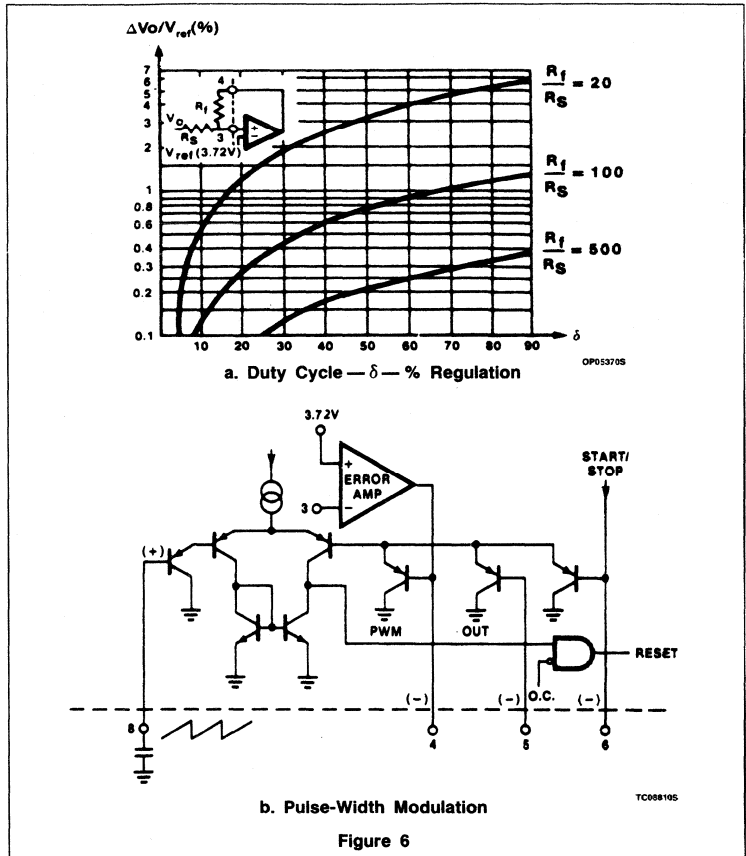 ΔVo/Vref(%)
7
6
5
4
3
2
1
0.8
0.6
0.4
0.3
0.2
0.1
4
Rf
Vo
RS
3
+
−
Vref (3.72V)
Rf/RS = 20
Rf/RS = 100
Rf/RS = 500
10 20 30 40 50 60 70 80 90
δ
OP05370S
a. Duty Cycle — δ — % Regulation
3.72V
+
ERROR
AMP
3
−
START/
STOP
(+)
PWM
OUT
RESET
O.C.
(−)
(−)
(−)
8
4
5
6
TC08810S
b. Pulse-Width Modulation
Figure 6